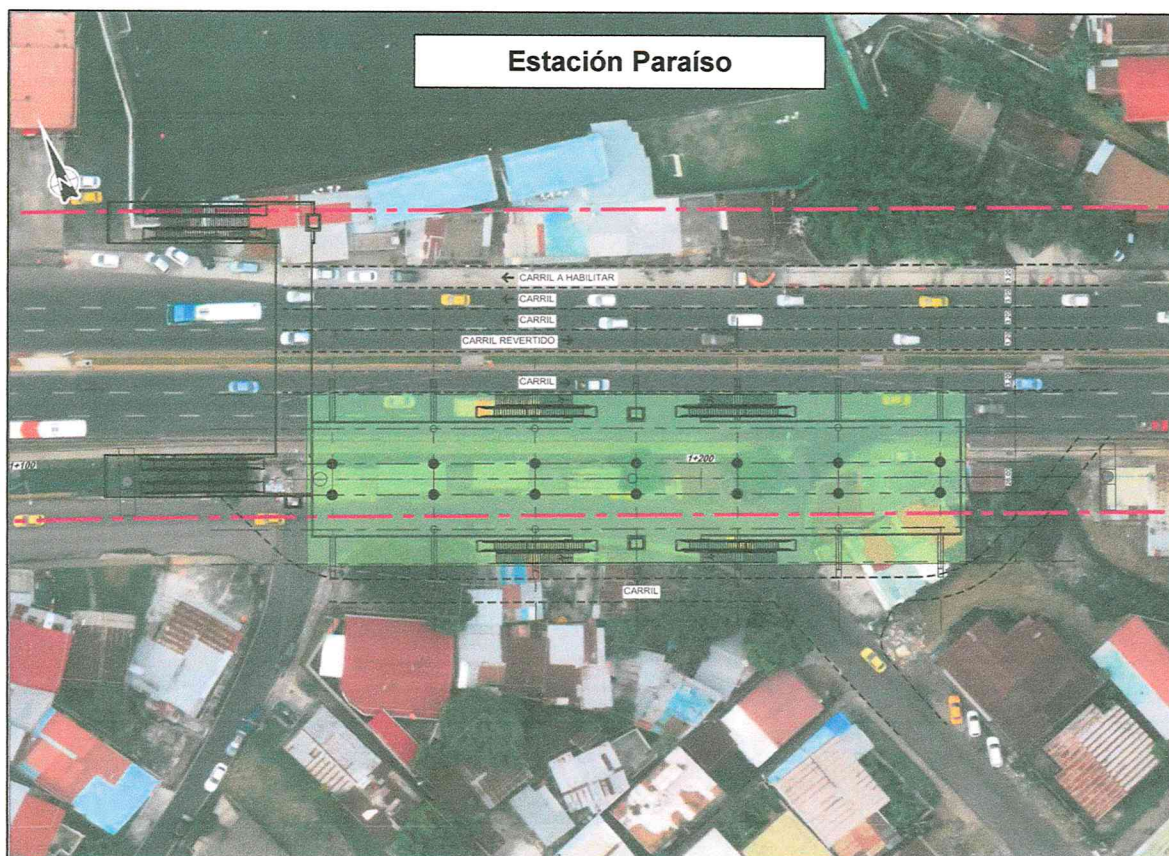 Estación Paraíso
N
← CARRIL A HABILITAR
← CARRIL
← CARRIL
CARRIL REVERTIDO →
CARRIL →
1+100
1+200
CARRIL